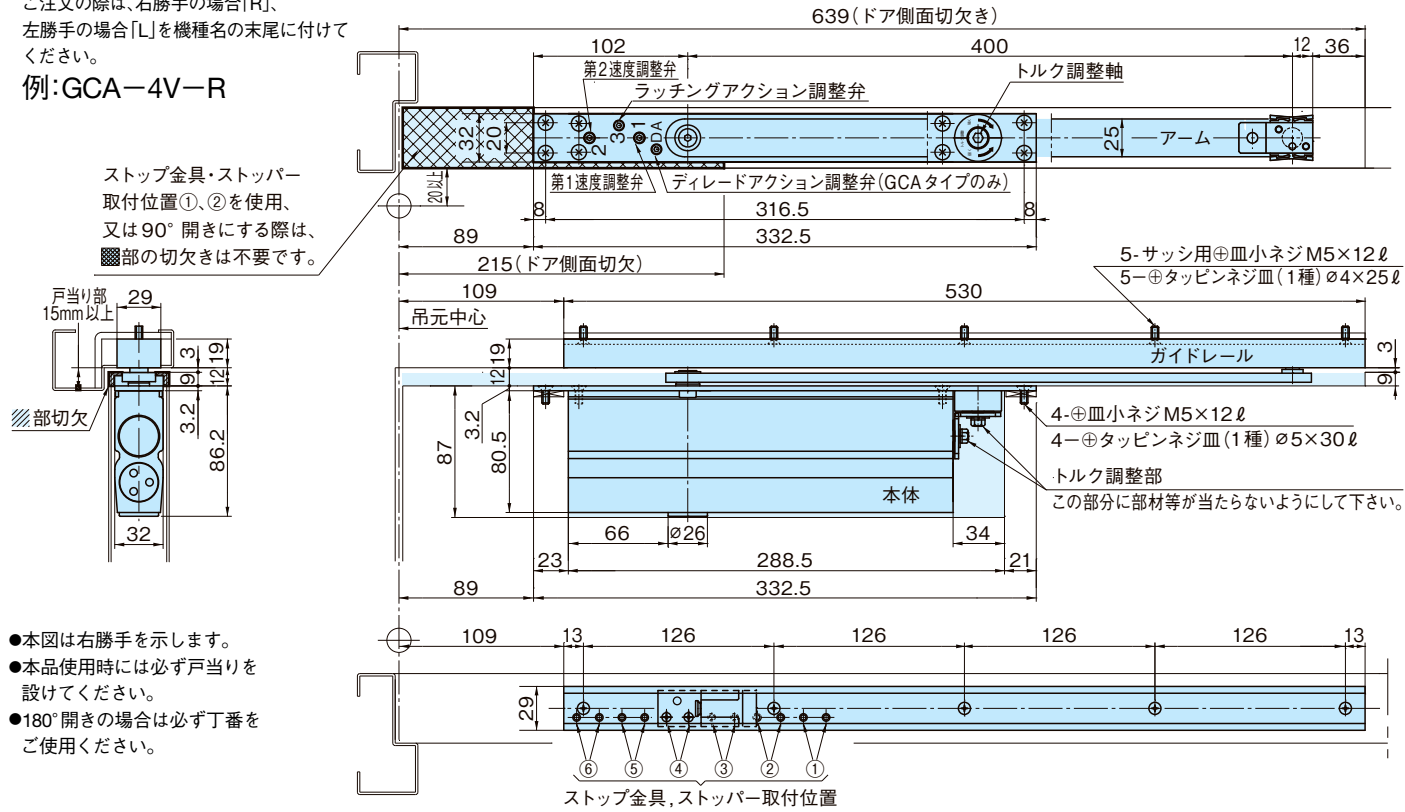 ご注文の際は、右勝手の場合「R」、
左勝手の場合「L」を機種名の末尾に付けて
ください。
例：GCA－4V－R
639（ドア側面切欠き）
102
400
12
36
第2速度調整弁
ラッチングアクション調整弁
トルク調整軸
32
20
2
3
1
DA
25
アーム
ストップ金具・ストッパー
取付位置①、②を使用、
又は90°開きにする際は、
部の切欠きは不要です。
20以上
第1速度調整弁
ディレードアクション調整弁（GCAタイプのみ）
8
316.5
8
89
332.5
215（ドア側面切欠）
5-サッシ用⊕皿小ネジM5×12ℓ
5－⊕タッピンネジ皿（1種）ø4×25ℓ
戸当り部
15mm以上
29
109
530
吊元中心
3
19
9
12
3.2
86.2
32
部切欠
19
12
ガイドレール
3
9
3.2
87
80.5
本体
4-⊕皿小ネジM5×12ℓ
4－⊕タッピンネジ皿（1種）ø5×30ℓ
トルク調整部
この部分に部材等が当たらないようにして下さい。
66
ø26
34
23
288.5
21
89
332.5
●本図は右勝手を示します。
●本品使用時には必ず戸当りを
設けてください。
●180°開きの場合は必ず丁番を
ご使用ください。
109
13
126
126
126
126
13
29
⑥
⑤
④
③
②
①
ストップ金具，ストッパー取付位置